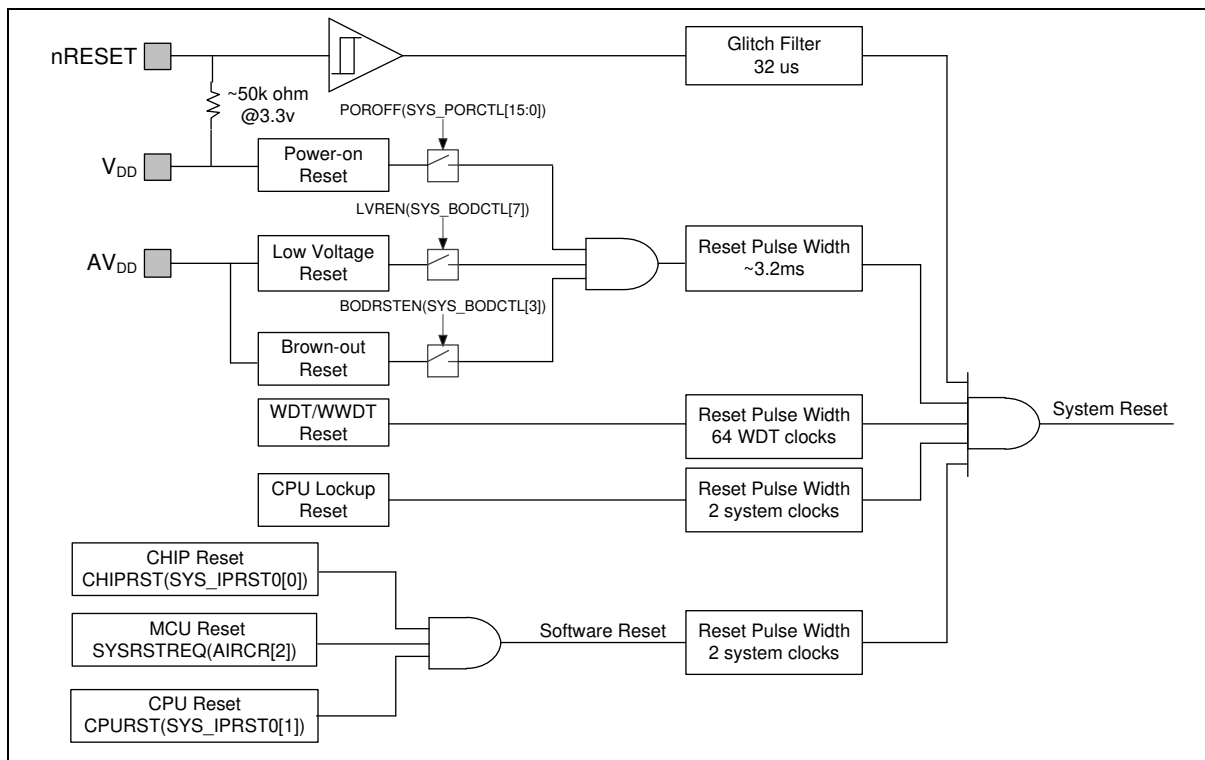 nRESET
Glitch Filter
32 us
~50k ohm
@3.3v
POROFF(SYS_PORCTL[15:0])
VDD
Power-on
Reset
LVREN(SYS_BODCTL[7])
AVDD
Low Voltage
Reset
Reset Pulse Width
~3.2ms
BODRSTEN(SYS_BODCTL[3])
Brown-out
Reset
WDT/WWDT
Reset
Reset Pulse Width
64 WDT clocks
System Reset
CPU Lockup
Reset
Reset Pulse Width
2 system clocks
CHIP Reset
CHIPRST(SYS_IPRST0[0])
MCU Reset
SYSRSTREQ(AIRCR[2])
Software Reset
Reset Pulse Width
2 system clocks
CPU Reset
CPURST(SYS_IPRST0[1])